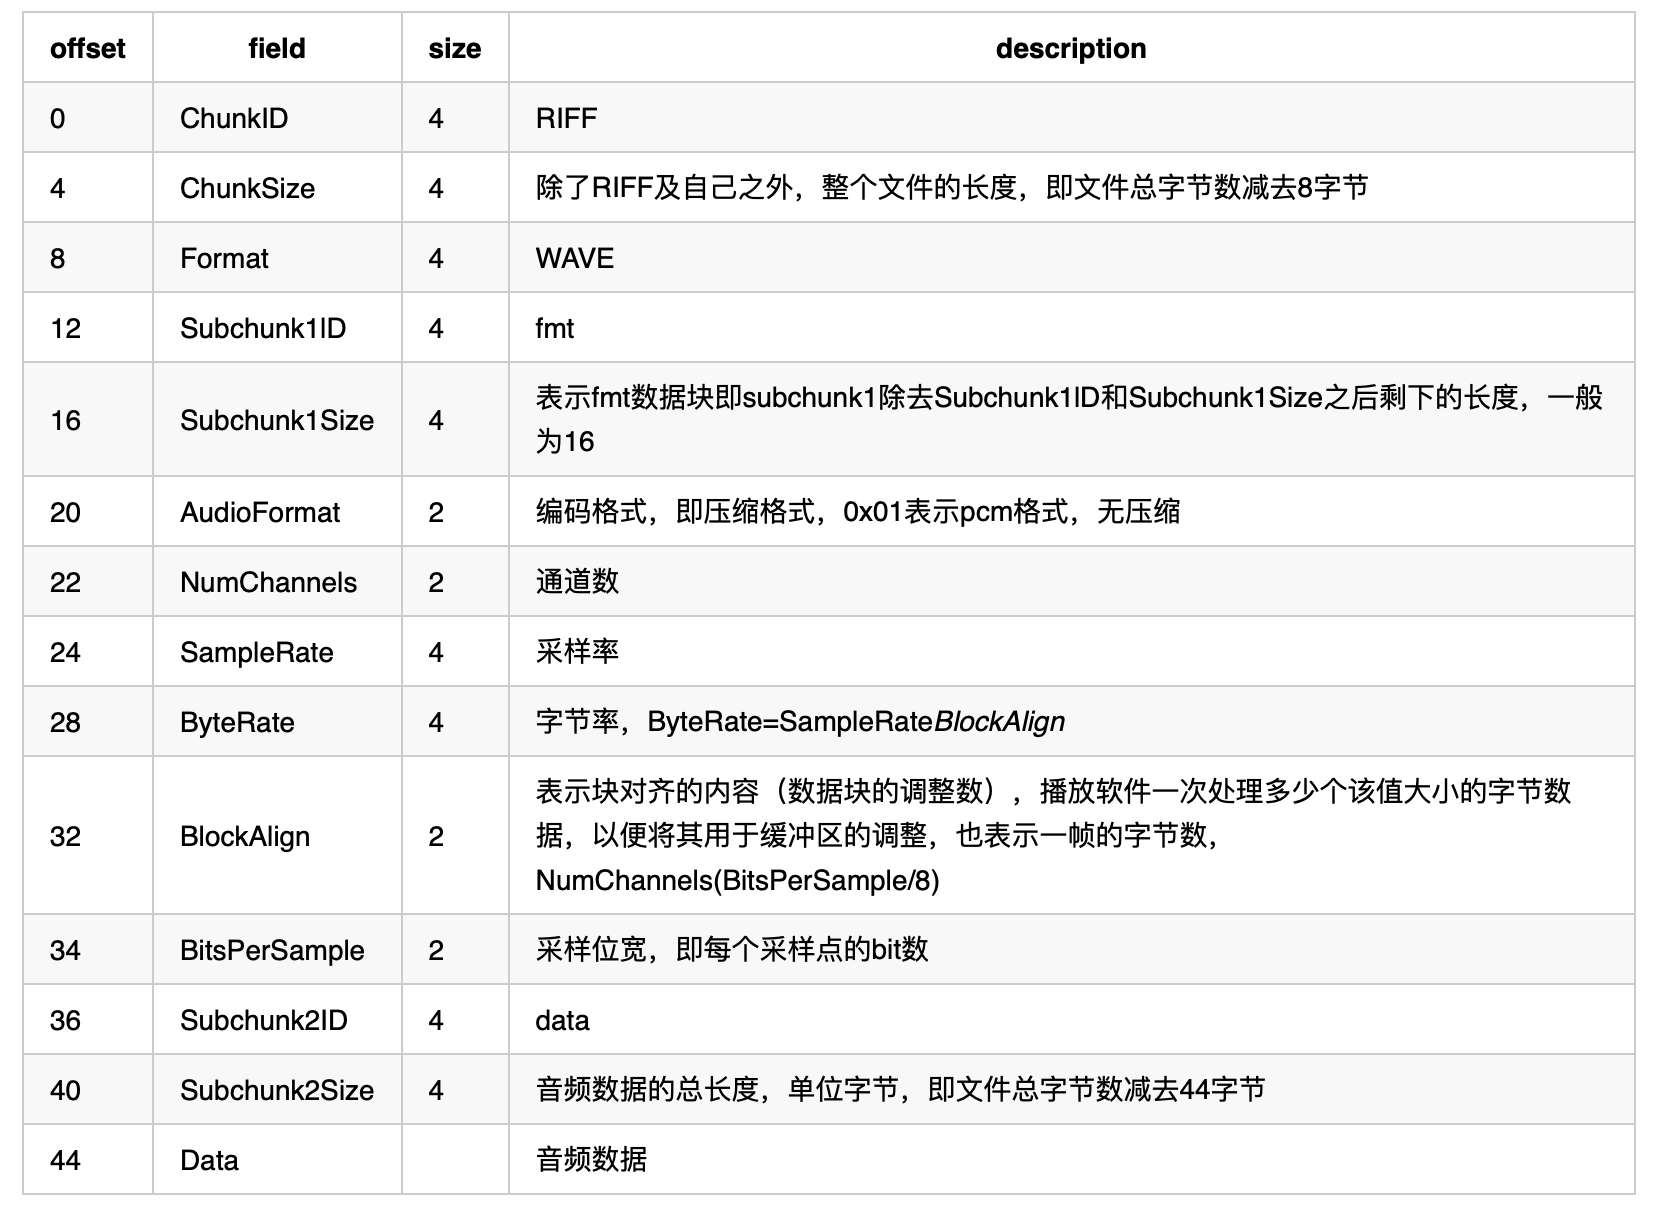 offset field size description
0 ChunkID 4 RIFF
4 ChunkSize 4 除了RIFF及自己之外，整个文件的长度，即文件总字节数减去8字节
8 Format 4 WAVE
12 Subchunk1ID 4 fmt
16 Subchunk1Size 4 表示fmt数据块即subchunk1除去Subchunk1ID和Subchunk1Size之后剩下的长度，一般
为16
20 AudioFormat 2 编码格式，即压缩格式，0x01表示pcm格式，无压缩
22 NumChannels 2 通道数
24 SampleRate 4 采样率
28 ByteRate 4 字节率，ByteRate=SampleRateBlockAlign
32 BlockAlign 2 表示块对齐的内容（数据块的调整数），播放软件一次处理多少个该值大小的字节数
据，以便将其用于缓冲区的调整，也表示一帧的字节数，
NumChannels(BitsPerSample/8)
34 BitsPerSample 2 采样位宽，即每个采样点的bit数
36 Subchunk2ID 4 data
40 Subchunk2Size 4 音频数据的总长度，单位字节，即文件总字节数减去44字节
44 Data 音频数据